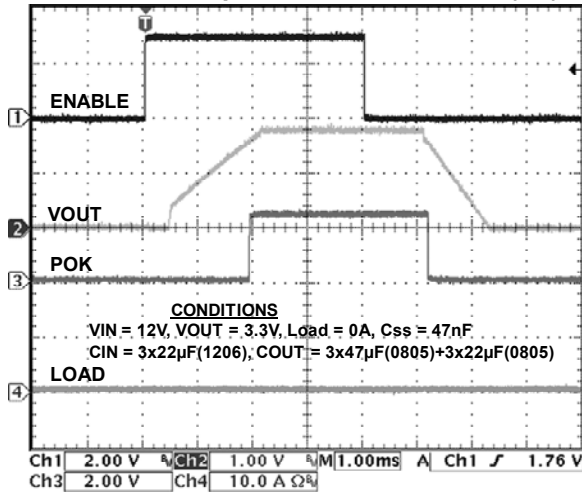 T
ENABLE
1
VOUT
2
POK
3
CONDITIONS
VIN = 12V, VOUT = 3.3V, Load = 0A, Css = 47nF
CIN = 3x22µF(1206), COUT = 3x47µF(0805)+3x22µF(0805)
LOAD
4
Ch1 2.00 V Ch2 1.00 V M 1.00ms A Ch1 1.76 V
Ch3 2.00 V Ch4 10.0 A Ω